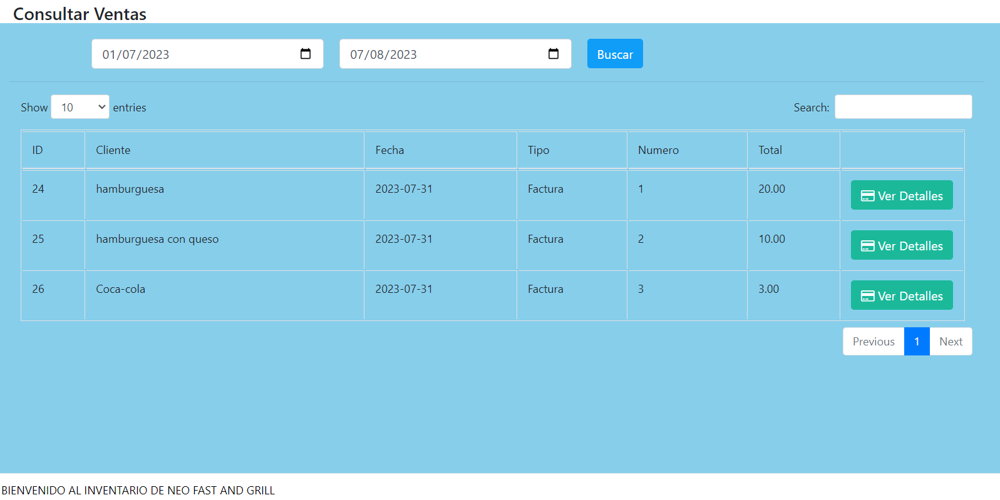 Consultar Ventas
01/07/2023 07/08/2023 Buscar
Show 10 entries Search:
ID Cliente Fecha Tipo Numero Total
24 hamburguesa 2023-07-31 Factura 1 20.00 Ver Detalles
25 hamburguesa con queso 2023-07-31 Factura 2 10.00 Ver Detalles
26 Coca-cola 2023-07-31 Factura 3 3.00 Ver Detalles
Previous 1 Next
BIENVENIDO AL INVENTARIO DE NEO FAST AND GRILL